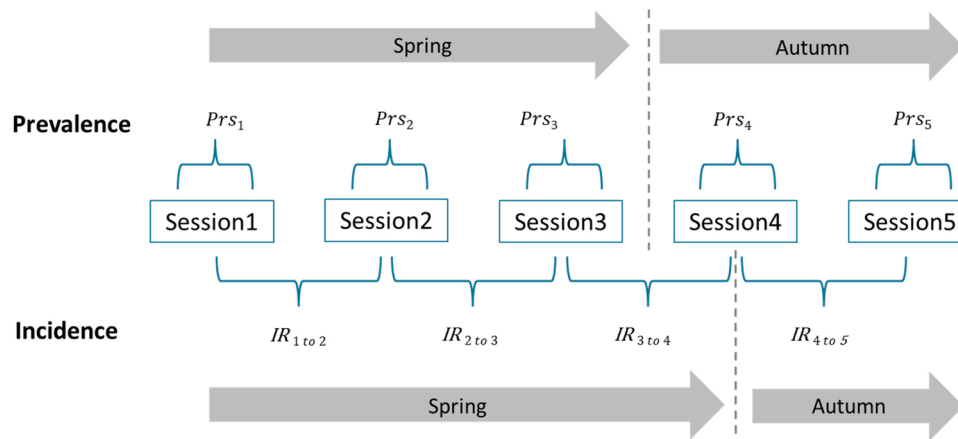 Spring Autumn
Prevalence Prs₁ Prs₂ Prs₃ Prs₄ Prs₅
Session1 Session2 Session3 Session4 Session5
Incidence IR₁ to ₂ IR₂ to ₃ IR₃ to ₄ IR₄ to ₅
Spring Autumn